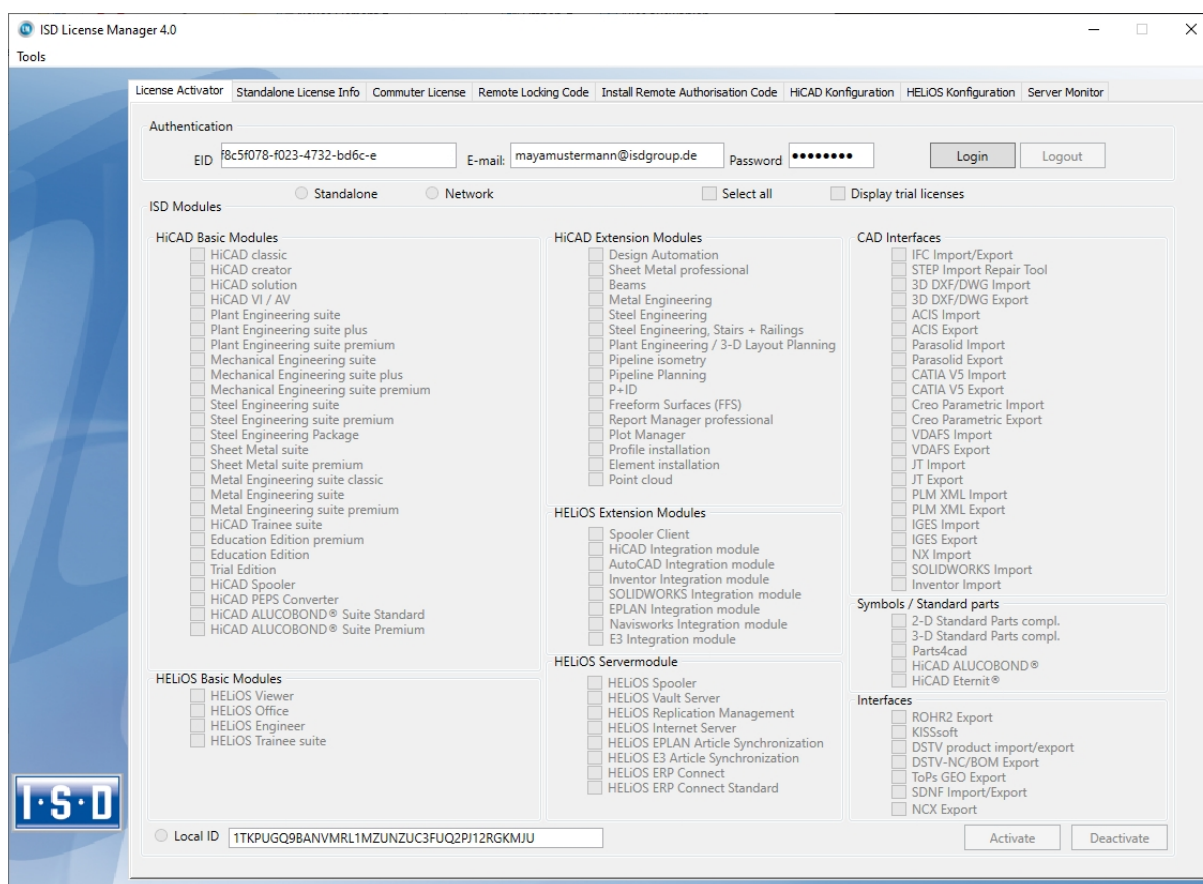 ISD License Manager 4.0
Tools
License Activator Standalone License Info Commuter License Remote Locking Code Install Remote Authorisation Code HiCAD Konfiguration HELiOS Konfiguration Server Monitor
Authentication
EID f8c5f078-f023-4732-bd6c-e E-mail: mayamustermann@isdgroup.de Password •••••••• Login Logout
Standalone Network Select all Display trial licenses
ISD Modules
HiCAD Basic Modules
HiCAD classic
HiCAD creator
HiCAD solution
HiCAD VI / AV
Plant Engineering suite
Plant Engineering suite plus
Plant Engineering suite premium
Mechanical Engineering suite
Mechanical Engineering suite plus
Mechanical Engineering suite premium
Steel Engineering suite
Steel Engineering suite premium
Steel Engineering Package
Sheet Metal suite
Sheet Metal suite premium
Metal Engineering suite classic
Metal Engineering suite
Metal Engineering suite premium
HiCAD Trainee suite
Education Edition premium
Education Edition
Trial Edition
HiCAD Spooler
HiCAD PEPS Converter
HiCAD ALUCOBOND® Suite Standard
HiCAD ALUCOBOND® Suite Premium
HELiOS Basic Modules
HELiOS Viewer
HELiOS Office
HELiOS Engineer
HELiOS Trainee suite
HiCAD Extension Modules
Design Automation
Sheet Metal professional
Beams
Metal Engineering
Steel Engineering
Steel Engineering, Stairs + Railings
Plant Engineering / 3-D Layout Planning
Pipeline isometry
Pipeline Planning
P+ID
Freeform Surfaces (FFS)
Report Manager professional
Plot Manager
Profile installation
Element installation
Point cloud
HELiOS Extension Modules
Spooler Client
HiCAD Integration module
AutoCAD Integration module
Inventor Integration module
SOLIDWORKS Integration module
EPLAN Integration module
Navisworks Integration module
E3 Integration module
HELiOS Servermodule
HELiOS Spooler
HELiOS Vault Server
HELiOS Replication Management
HELiOS Internet Server
HELiOS EPLAN Article Synchronization
HELiOS E3 Article Synchronization
HELiOS ERP Connect
HELiOS ERP Connect Standard
CAD Interfaces
IFC Import/Export
STEP Import Repair Tool
3D DXF/DWG Import
3D DXF/DWG Export
ACIS Import
ACIS Export
Parasolid Import
Parasolid Export
CATIA V5 Import
CATIA V5 Export
Creo Parametric Import
Creo Parametric Export
VDAFS Import
VDAFS Export
JT Import
JT Export
PLM XML Import
PLM XML Export
IGES Import
IGES Export
NX Import
SOLIDWORKS Import
Inventor Import
Symbols / Standard parts
2-D Standard Parts compl.
3-D Standard Parts compl.
Parts4cad
HiCAD ALUCOBOND®
HiCAD Eternit®
Interfaces
ROHR2 Export
KISSsoft
DSTV product import/export
DSTV-NC/BOM Export
ToPs GEO Export
SDNF Import/Export
NCX Export
I·S·D
Local ID 1TKPUGQ9BANVMRL1MZUNZUC3FUQ2PJ12RGKMJU Activate Deactivate